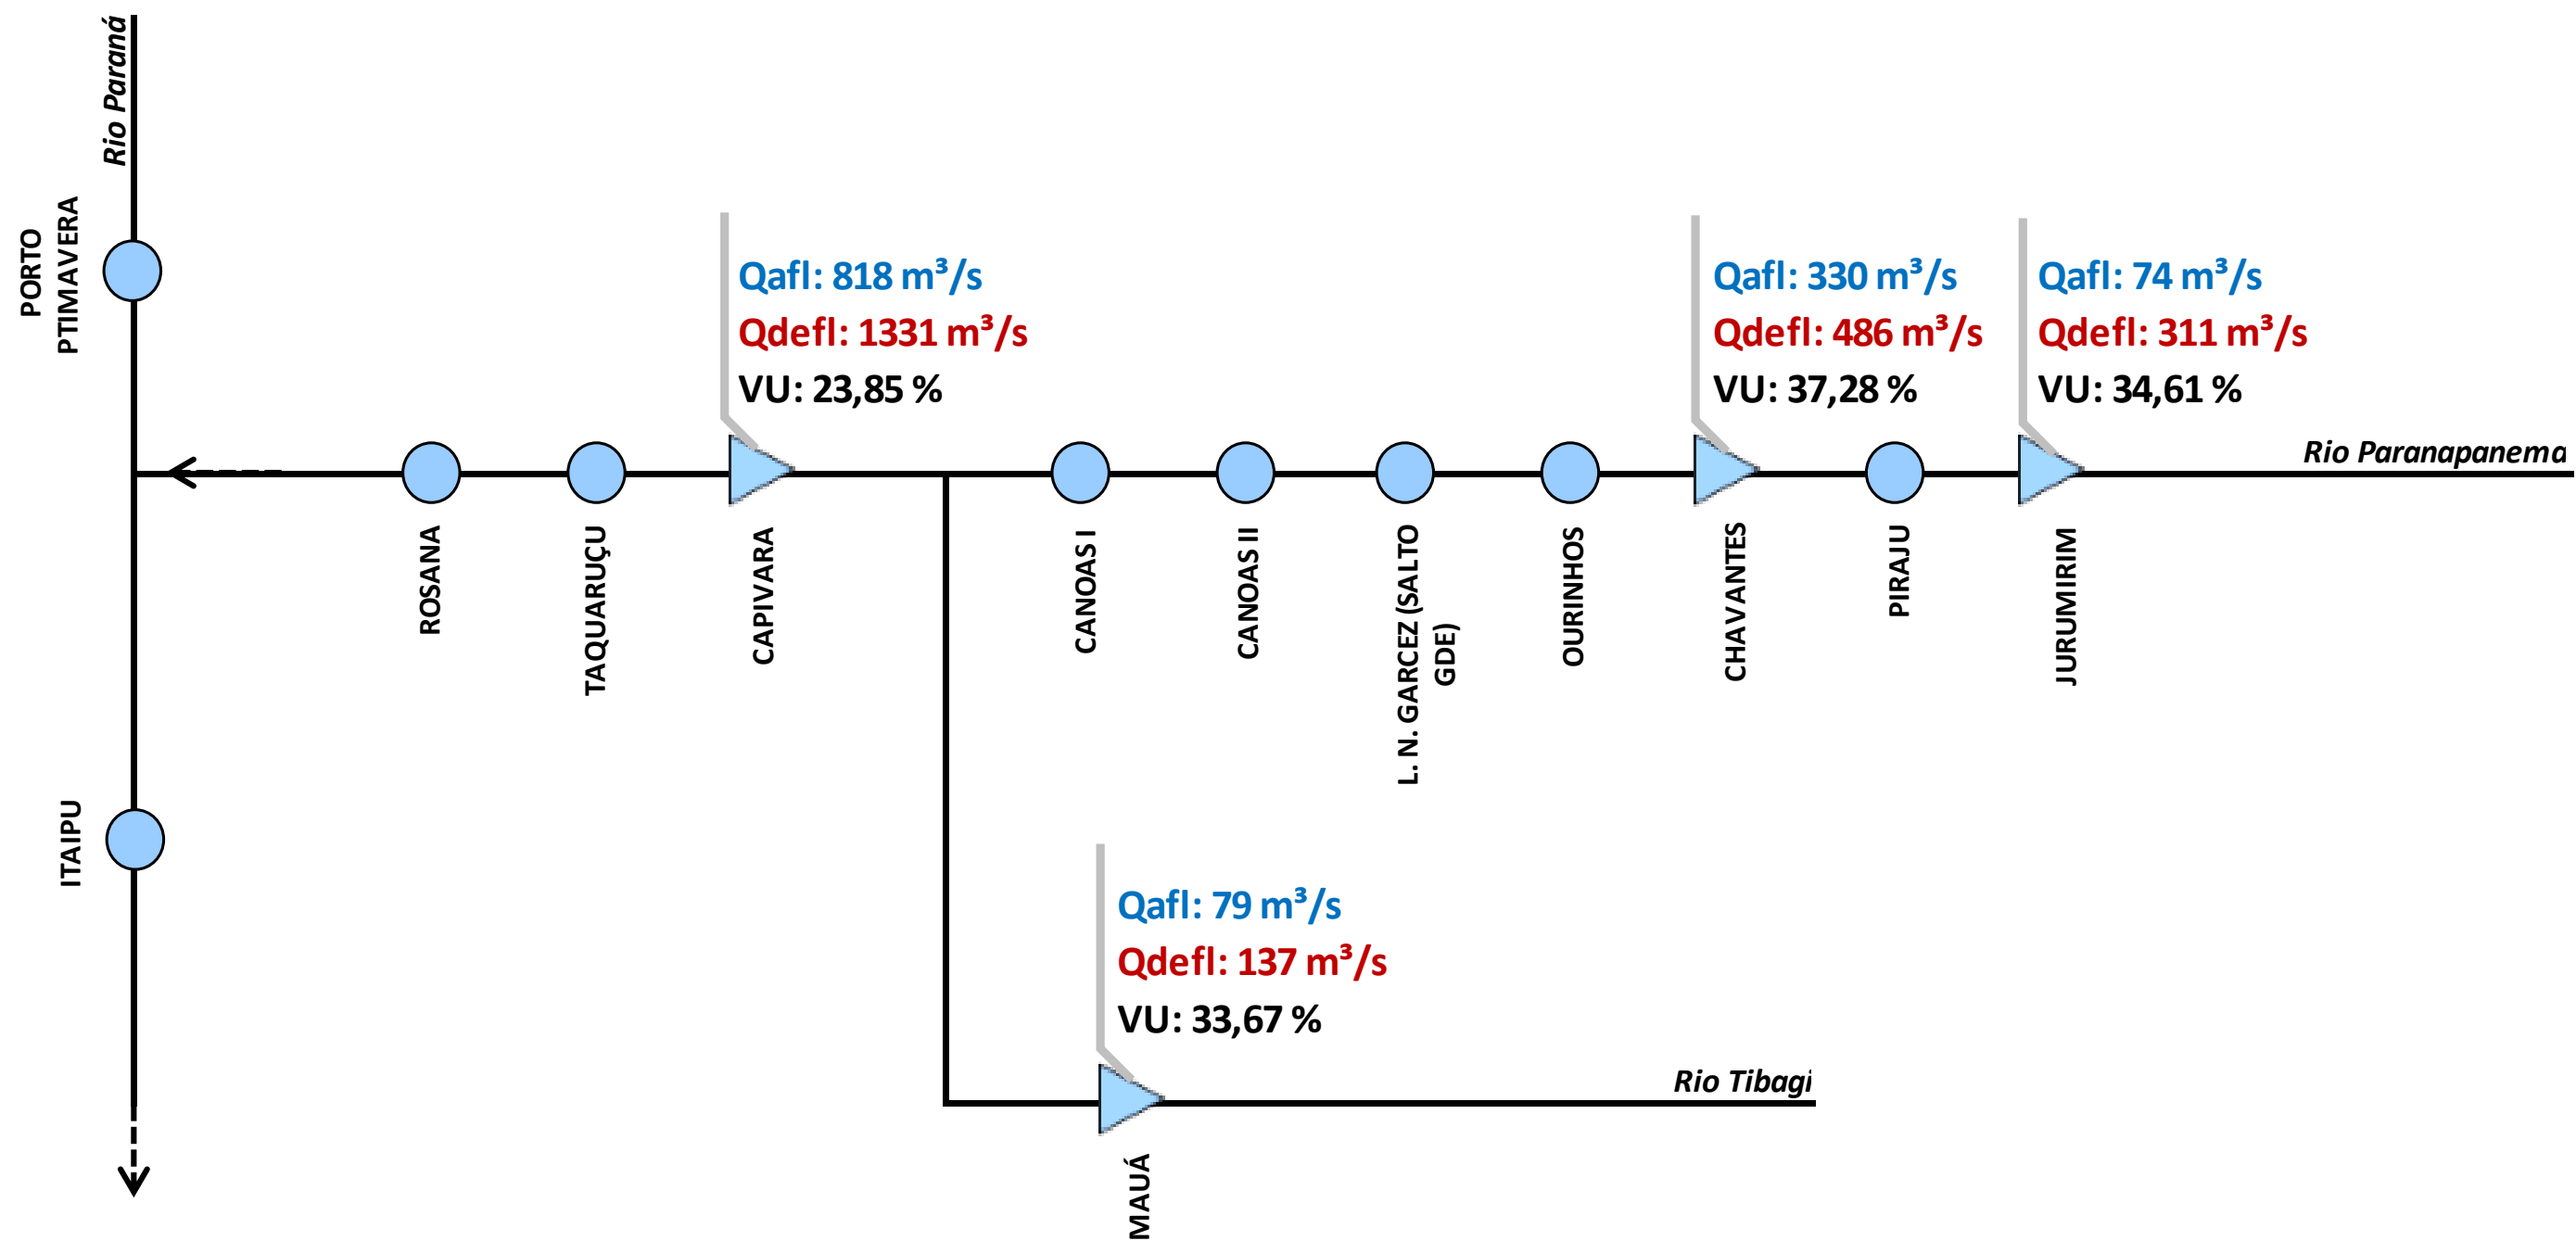 Rio Paraná
PORTO
PTIMAVERA
Qafl: 818 m³/s
Qdefl: 1331 m³/s
VU: 23,85 %
Qafl: 330 m³/s
Qdefl: 486 m³/s
VU: 37,28 %
Qafl: 74 m³/s
Qdefl: 311 m³/s
VU: 34,61 %
Rio Paranapanema
ROSANA
TAQUARUÇU
CAPIVARA
CANOAS I
CANOAS II
L. N. GARCEZ (SALTO
GDE)
OURINHOS
CHAVANTES
PIRAJU
JURUMIRIM
ITAIPU
Qafl: 79 m³/s
Qdefl: 137 m³/s
VU: 33,67 %
Rio Tibagi
MAUÁ